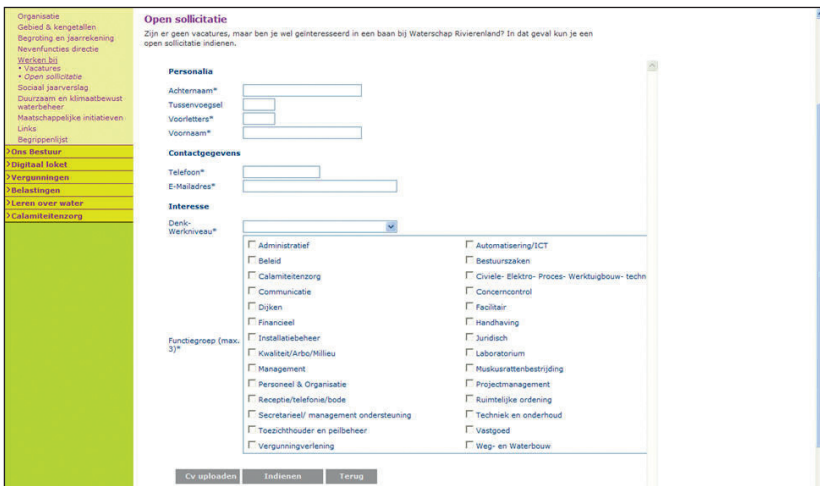 Organisatie
Gebied & kengetallen
Begroting en jaarrekening
Nevenfuncties directie
Werken bij
• Vacatures
• Open sollicitatie
Sociaal jaarverslag
Duurzaam en klimaatbewust
waterbeheer
Maatschappelijke initiatieven
Links
Begrippenlijst
>Ons Bestuur
>Digitaal loket
>Vergunningen
>Belastingen
>Leren over water
>Calamiteitenzorg
Open sollicitatie
Zijn er geen vacatures, maar ben je wel geinteresseerd in een baan bij Waterschap Rivierenland? In dat geval kun je een
open sollicitatie indienen.
Personalia
Achternaam*
Tussenvoegsel
Voorletters*
Voornaam*
Contactgegevens
Telefoon*
E-Mailadres*
Interesse
Denk-
Werkniveau*
Functiegroep (max.
3)*
Administratief
Automatisering/ICT
Beleid
Bestuurszaken
Calamiteitenzorg
Civiele- Elektro- Proces- Werktuigbouw- techn
Communicatie
Concerncontrol
Dijken
Facilitair
Financieel
Handhaving
Installatiebeheer
Juridisch
Kwaliteit/Arbo/Millieu
Laboratorium
Management
Muskusrattenbestrijding
Personeel & Organisatie
Projectmanagement
Receptie/telefonie/bode
Ruimtelijke ordening
Secretarieel/ management ondersteuning
Techniek en onderhoud
Toezichthouder en peilbeheer
Vastgoed
Vergunningverlening
Weg- en Waterbouw
Cv uploaden
Indienen
Terug